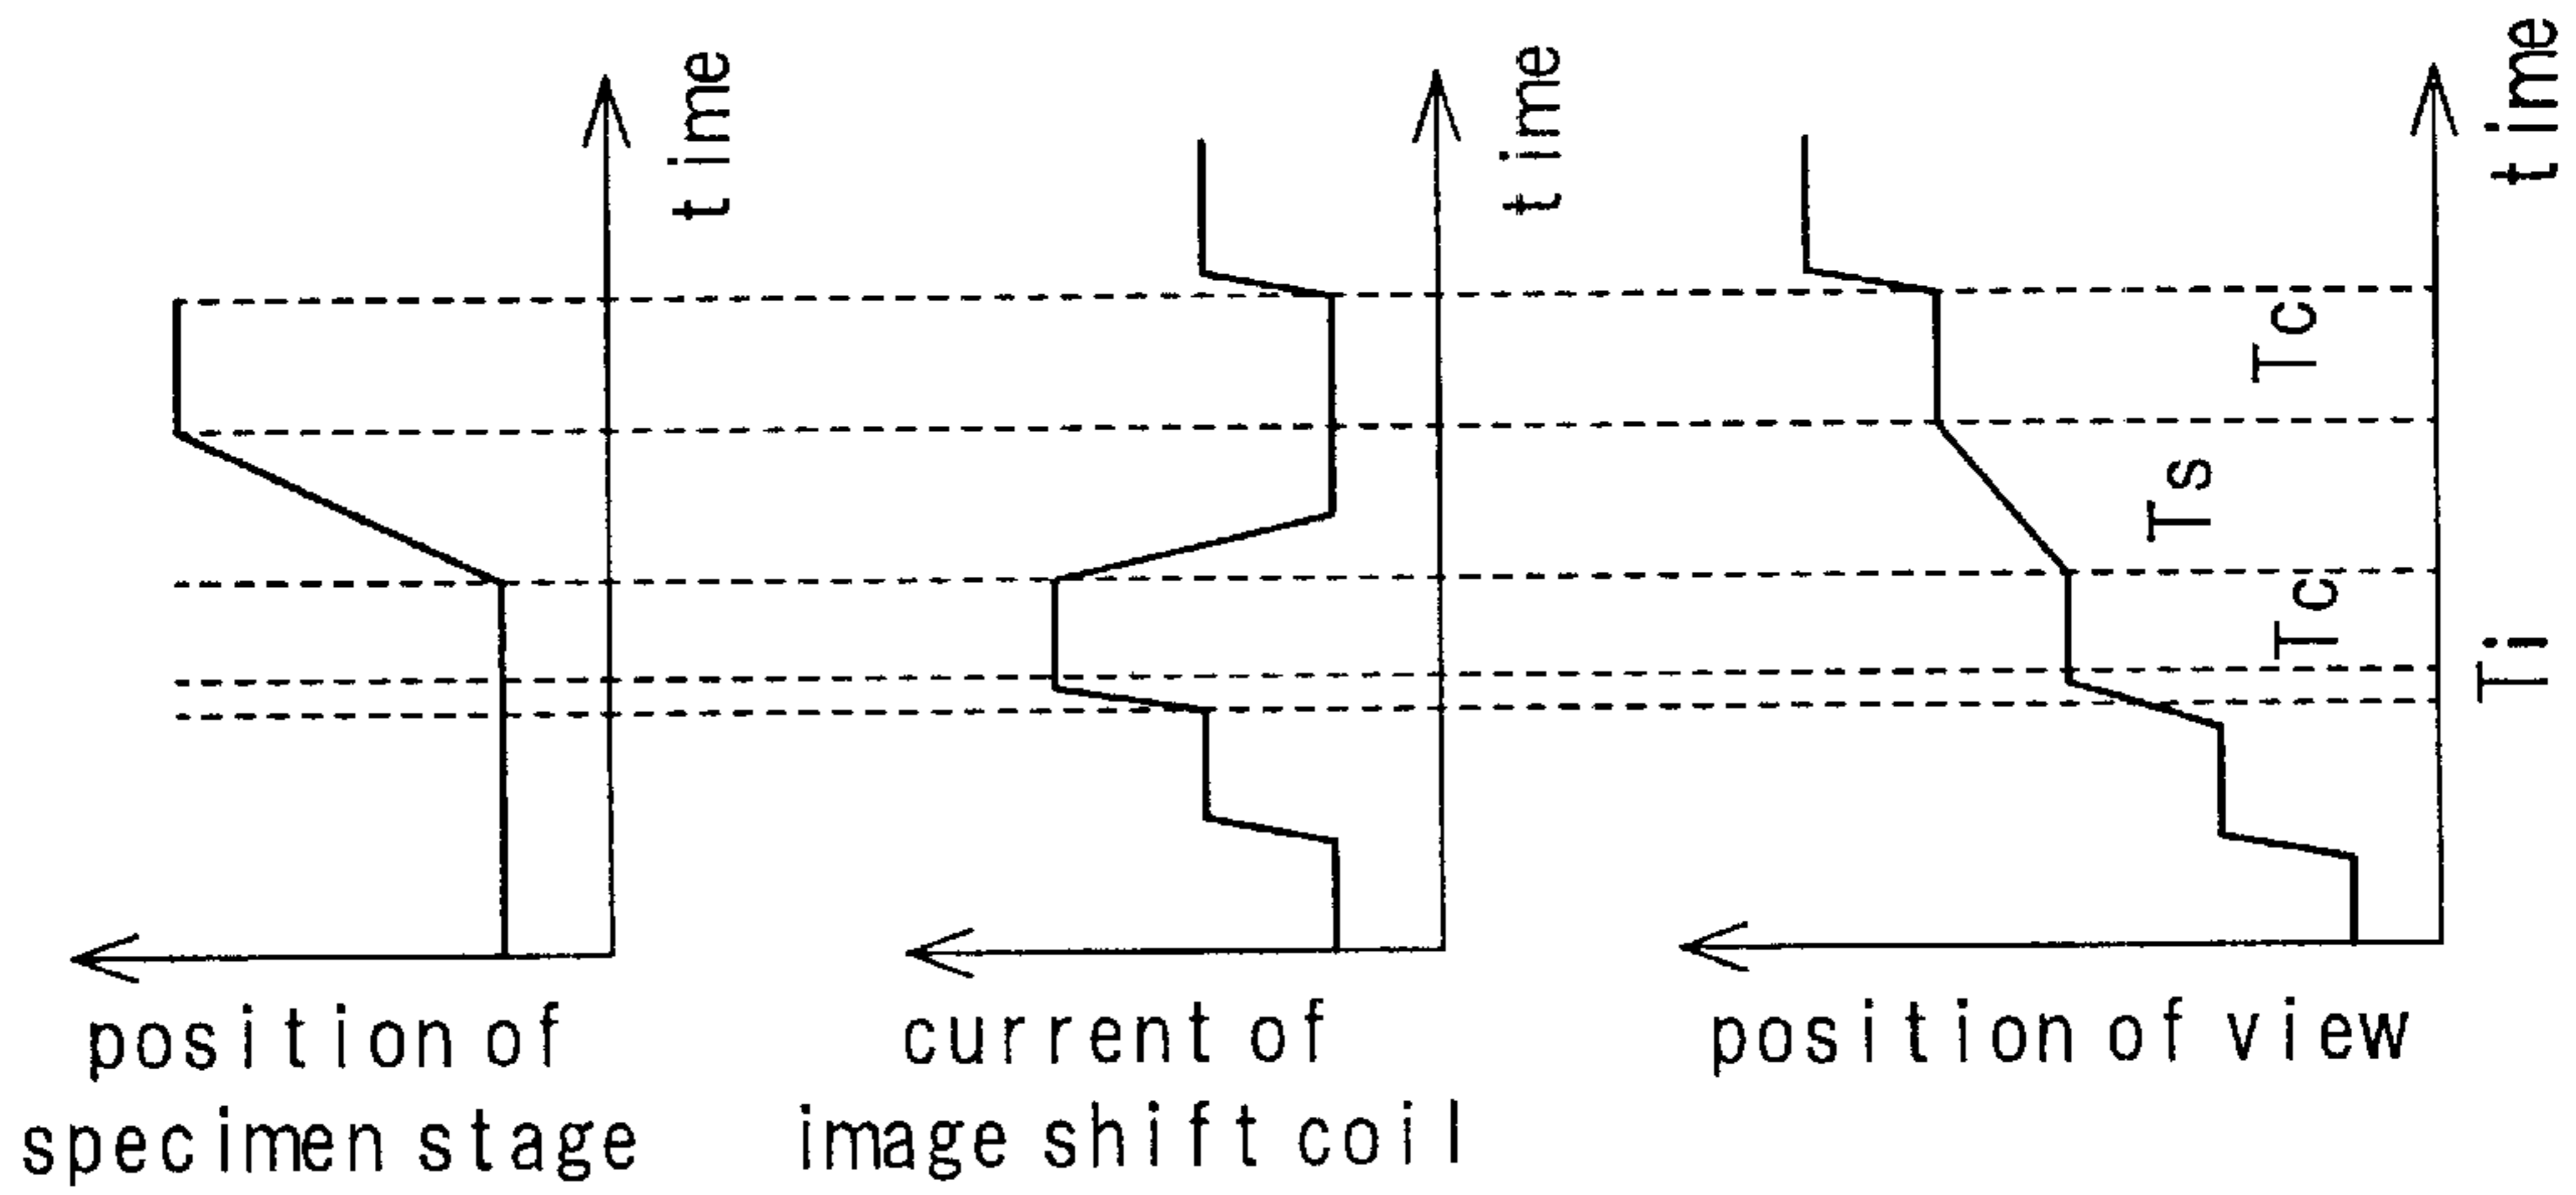 time
time
time
Tc
Ts
Tc
Ti
position of
specimen stage
current of
image shift coil
position of view